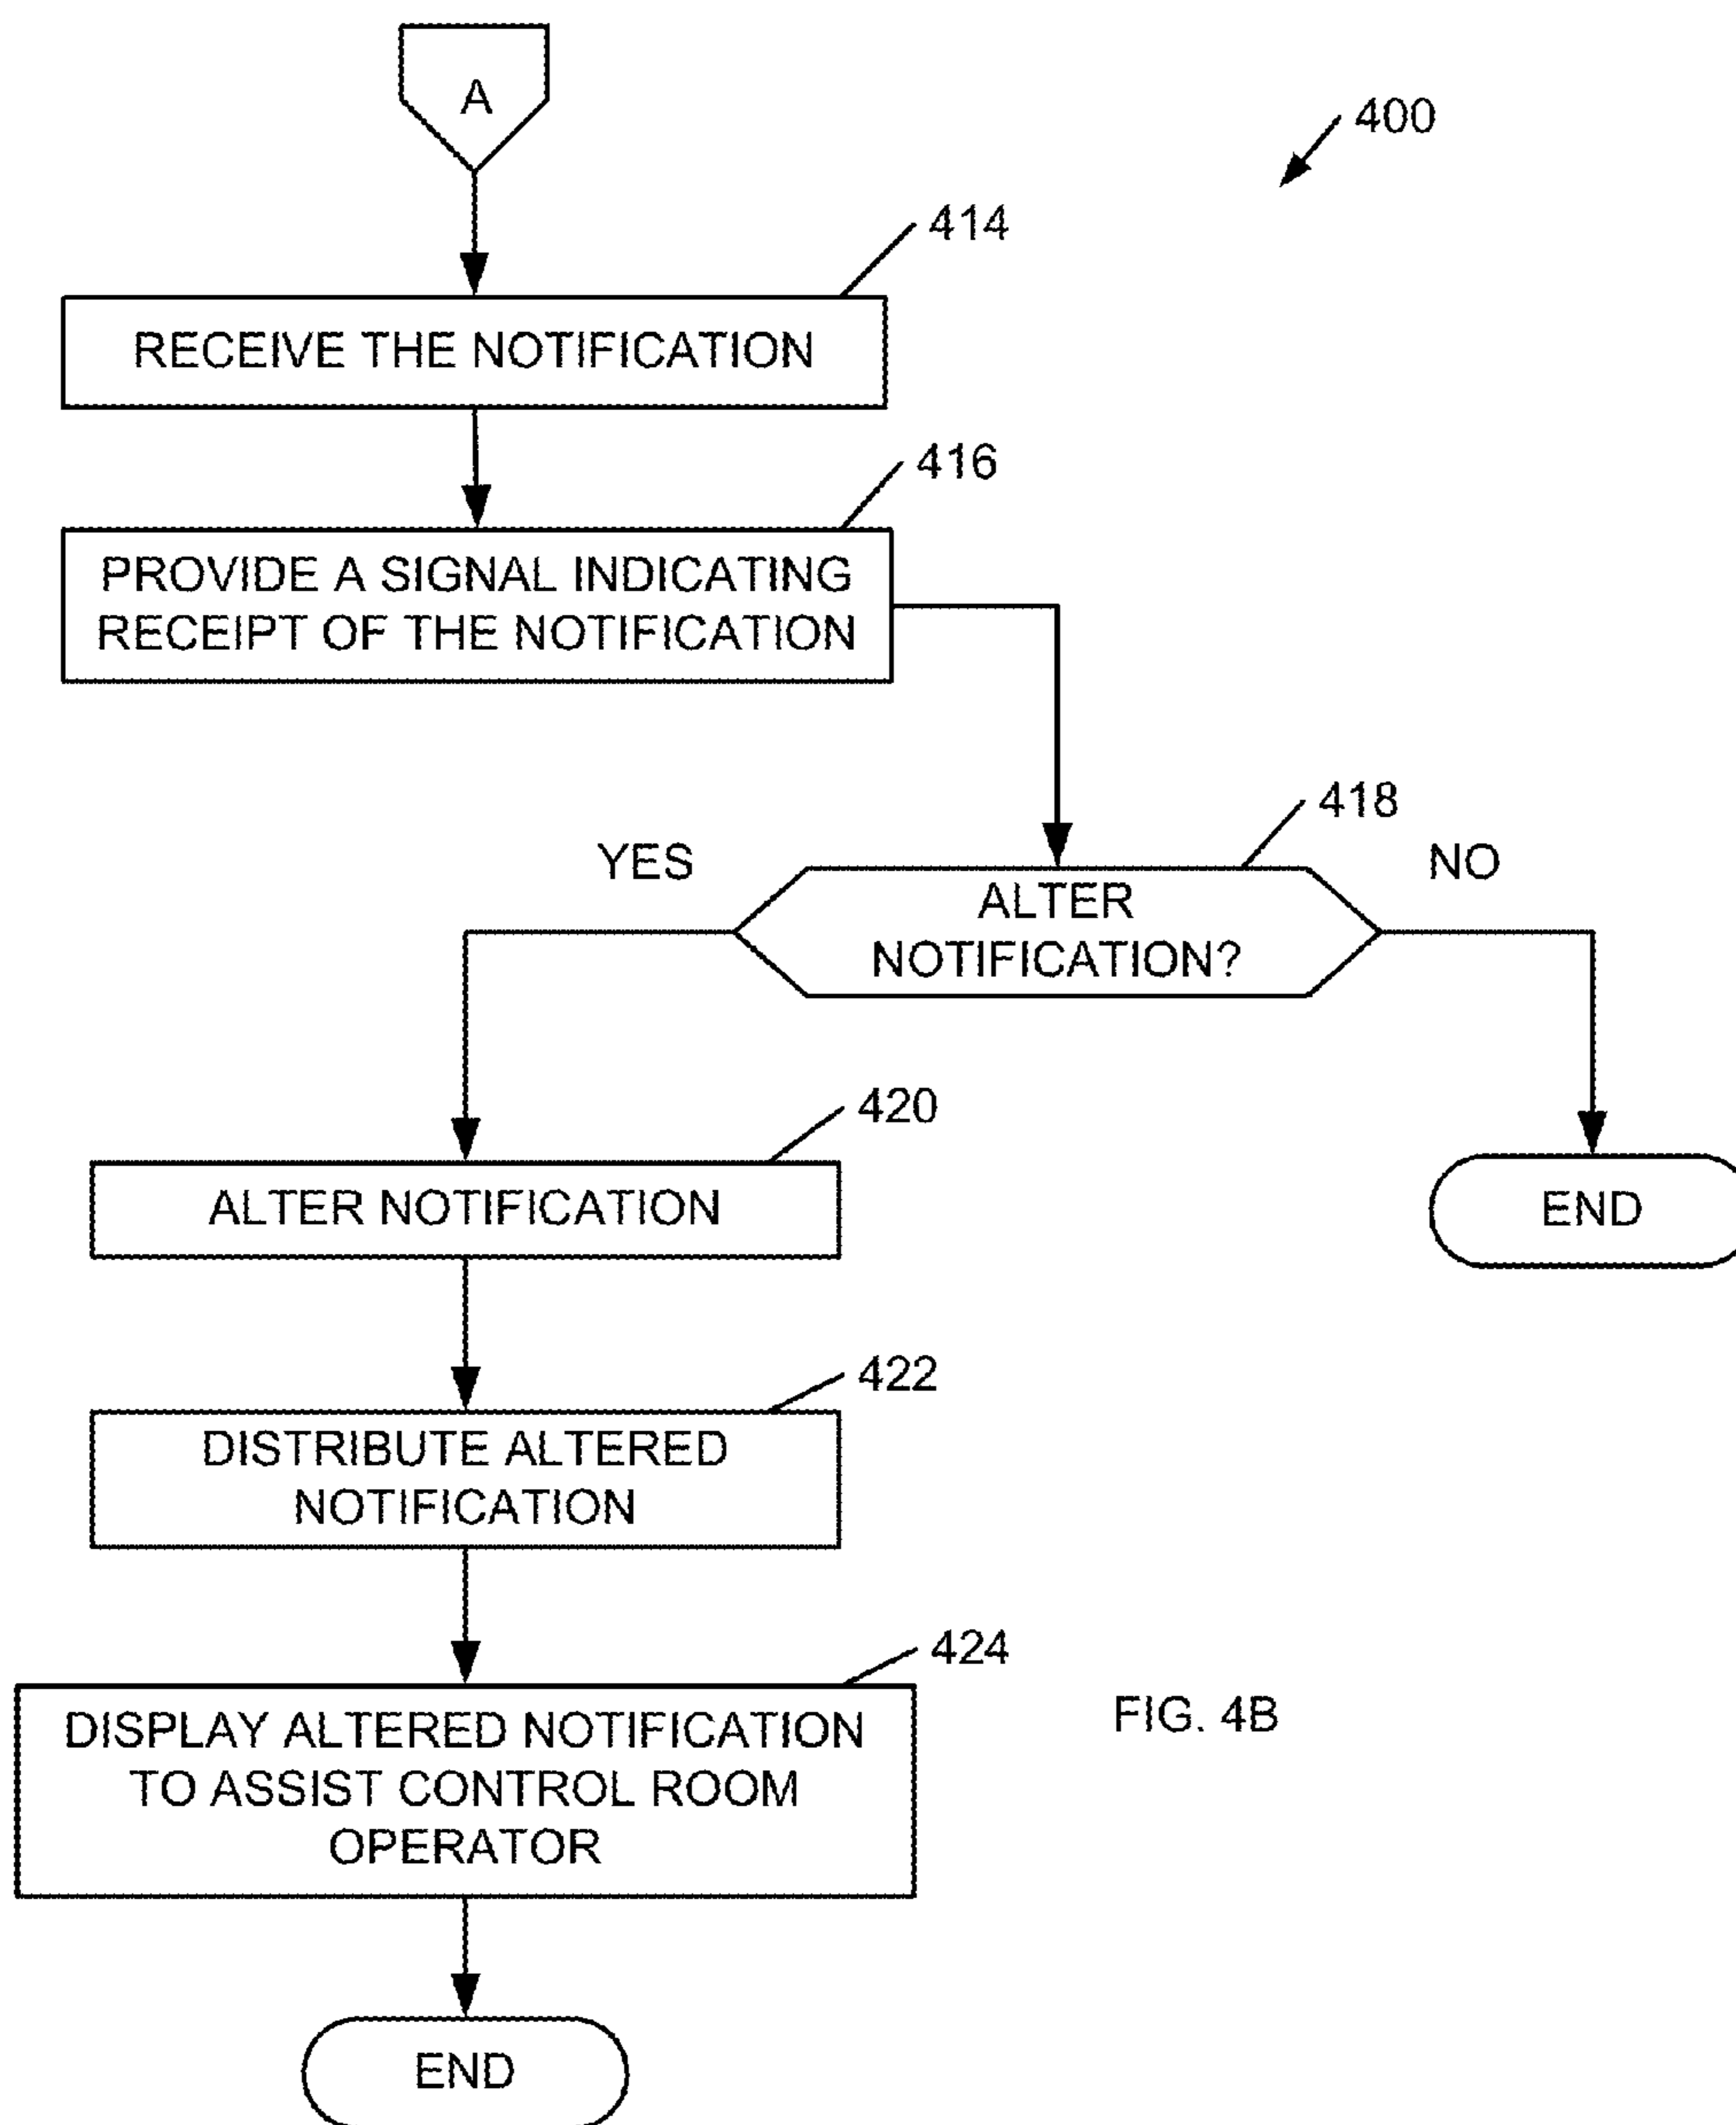 A
400
414
RECEIVE THE NOTIFICATION
416
PROVIDE A SIGNAL INDICATING
RECEIPT OF THE NOTIFICATION
418
YES
NO
ALTER
NOTIFICATION?
420
ALTER NOTIFICATION
END
422
DISTRIBUTE ALTERED
NOTIFICATION
424
DISPLAY ALTERED NOTIFICATION
TO ASSIST CONTROL ROOM
OPERATOR
FIG. 4B
END